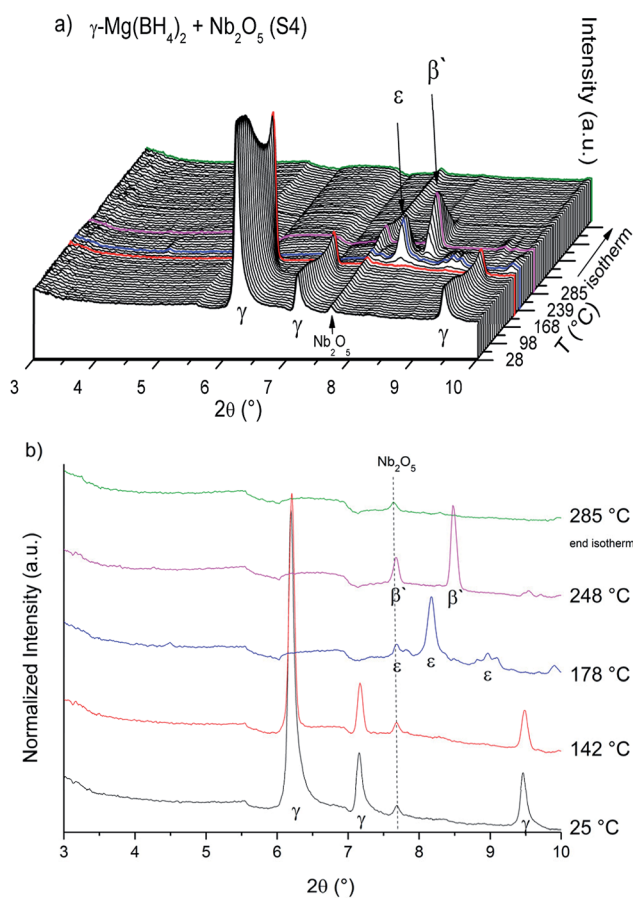 a) γ-Mg(BH₄)₂ + Nb₂O₅ (S4)
Intensity (a.u.)
ε
β`
γ
γ
Nb₂O₅
γ
3 4 5 6 7 8 9 10
2θ (°)
28 98 168 239 285
isotherm
T (°C)
b)
Nb₂O₅
Normalized Intensity (a.u.)
285 °C
end isotherm
248 °C
β` β`
178 °C
ε ε ε
142 °C
25 °C
γ γ γ
3 4 5 6 7 8 9 10
2θ (°)